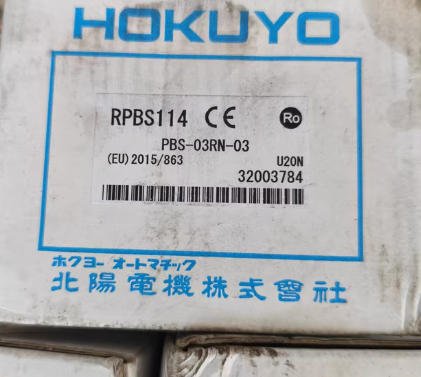 HOKUYO
RPBS114 CE Ro
PBS-03RN-03
(EU)2015/863 U20N
32003784
ホクヨー オートマチック
北陽電機株式會社